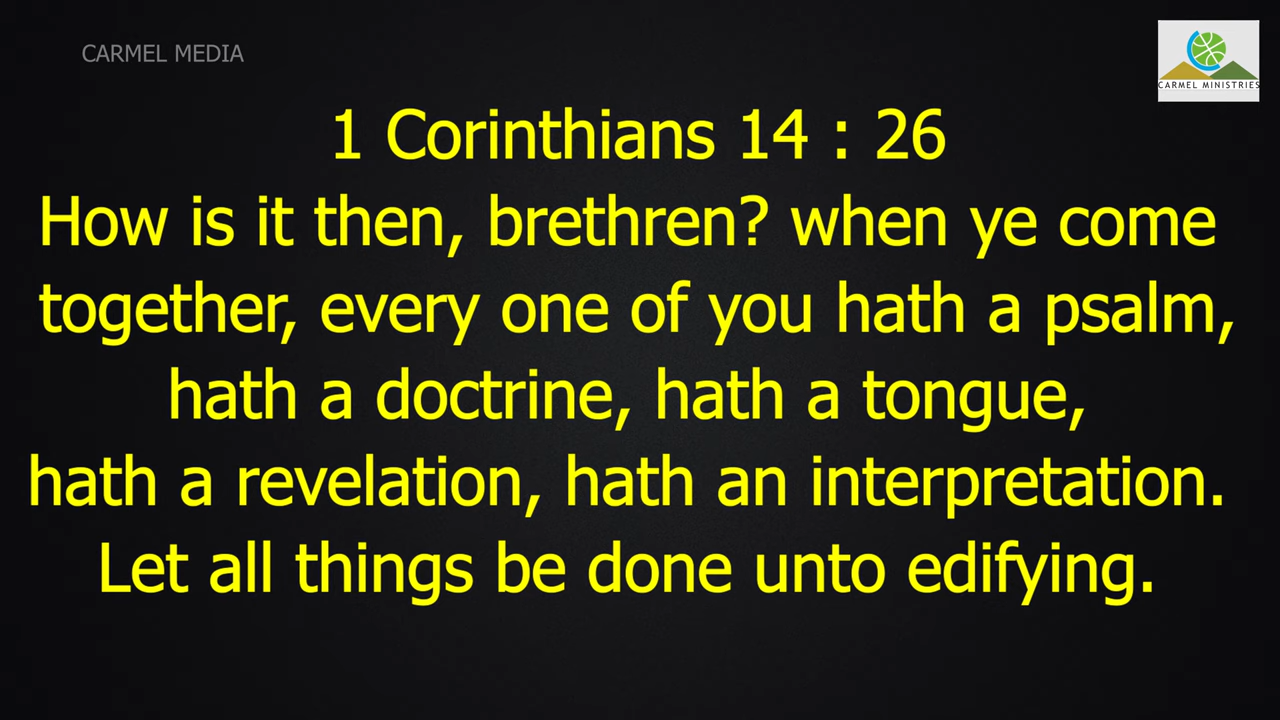 CARMEL MEDIA
CARMEL MINISTRIES
1 Corinthians 14 : 26
How is it then, brethren? when ye come
together, every one of you hath a psalm,
hath a doctrine, hath a tongue,
hath a revelation, hath an interpretation.
Let all things be done unto edifying.